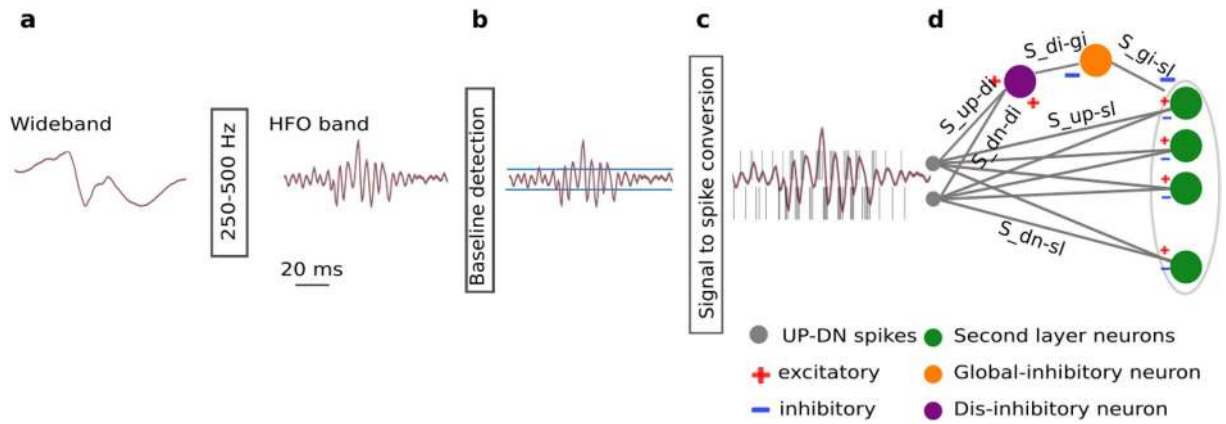 a
Wideband
250-500 Hz
HFO band
20 ms
b
Baseline detection
c
Signal to spike conversion
d
S_up-di
S_dn-di
S_di-gi
S_gi-sl
S_up-sl
S_dn-sl
UP-DN spikes
excitatory
inhibitory
Second layer neurons
Global-inhibitory neuron
Dis-inhibitory neuron